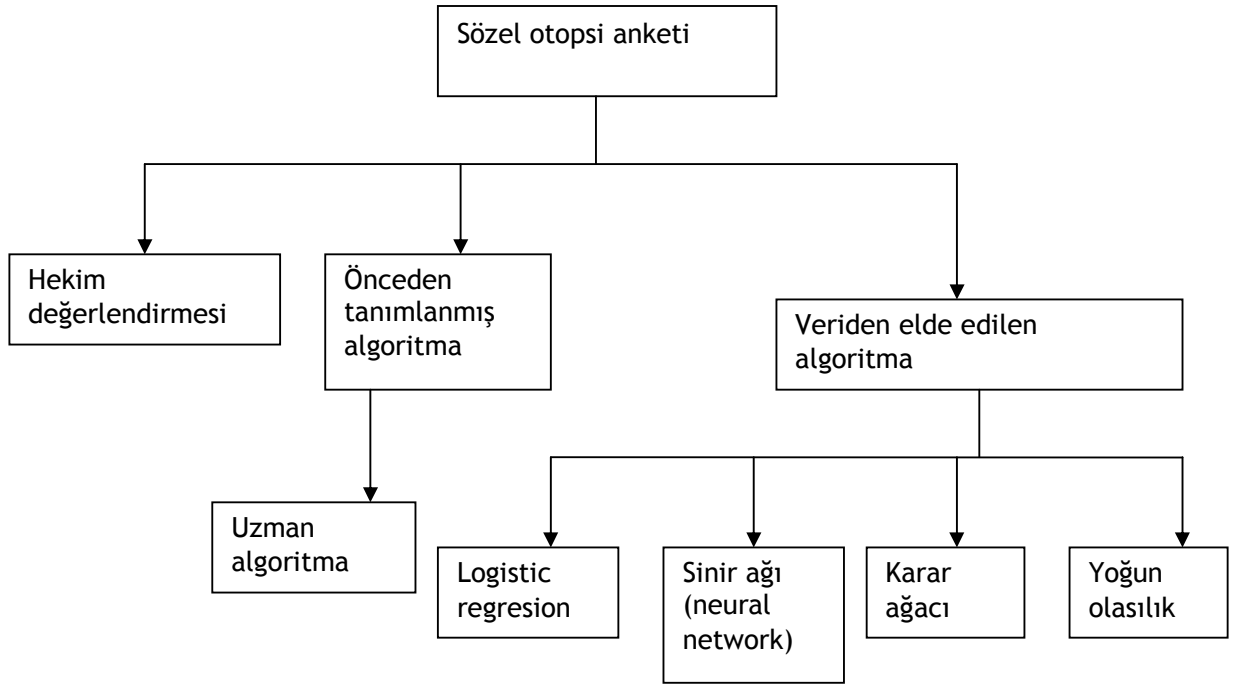 Sözel otopsi anketi
Hekim
değerlendirmesi
Önceden
tanımlanmış
algoritma
Veriden elde edilen
algoritma
Uzman
algoritma
Logistic
regresion
Sinir ağı
(neural
network)
Karar
ağacı
Yoğun
olasılık